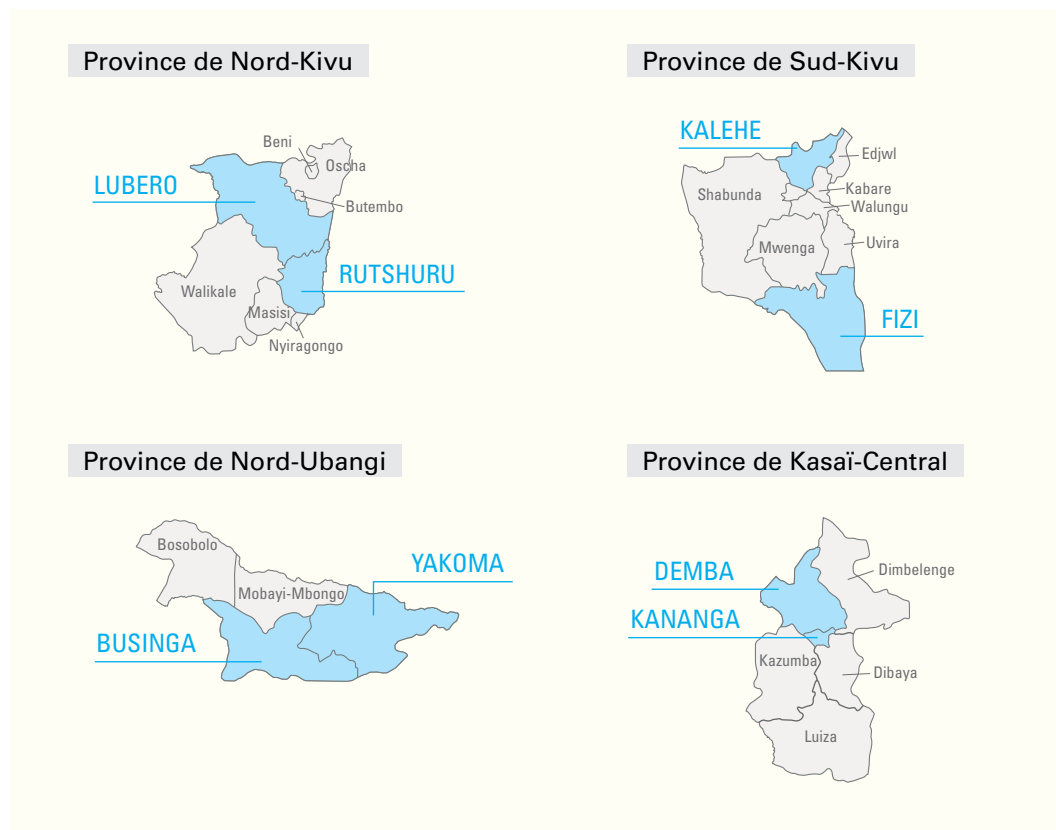 Province de Nord-Kivu
Beni
Oscha
LUBERO
Butembo
RUTSHURU
Walikale
Masisi
Nyiragongo
Province de Sud-Kivu
KALEHE
Edjwl
Shabunda
Kabare
Walungu
Mwenga
Uvira
FIZI
Province de Nord-Ubangi
Bosobolo
YAKOMA
Mobayi-Mbongo
BUSINGA
Province de Kasaï-Central
DEMBA
Dimbelenge
KANANGA
Kazumba
Dibaya
Luiza